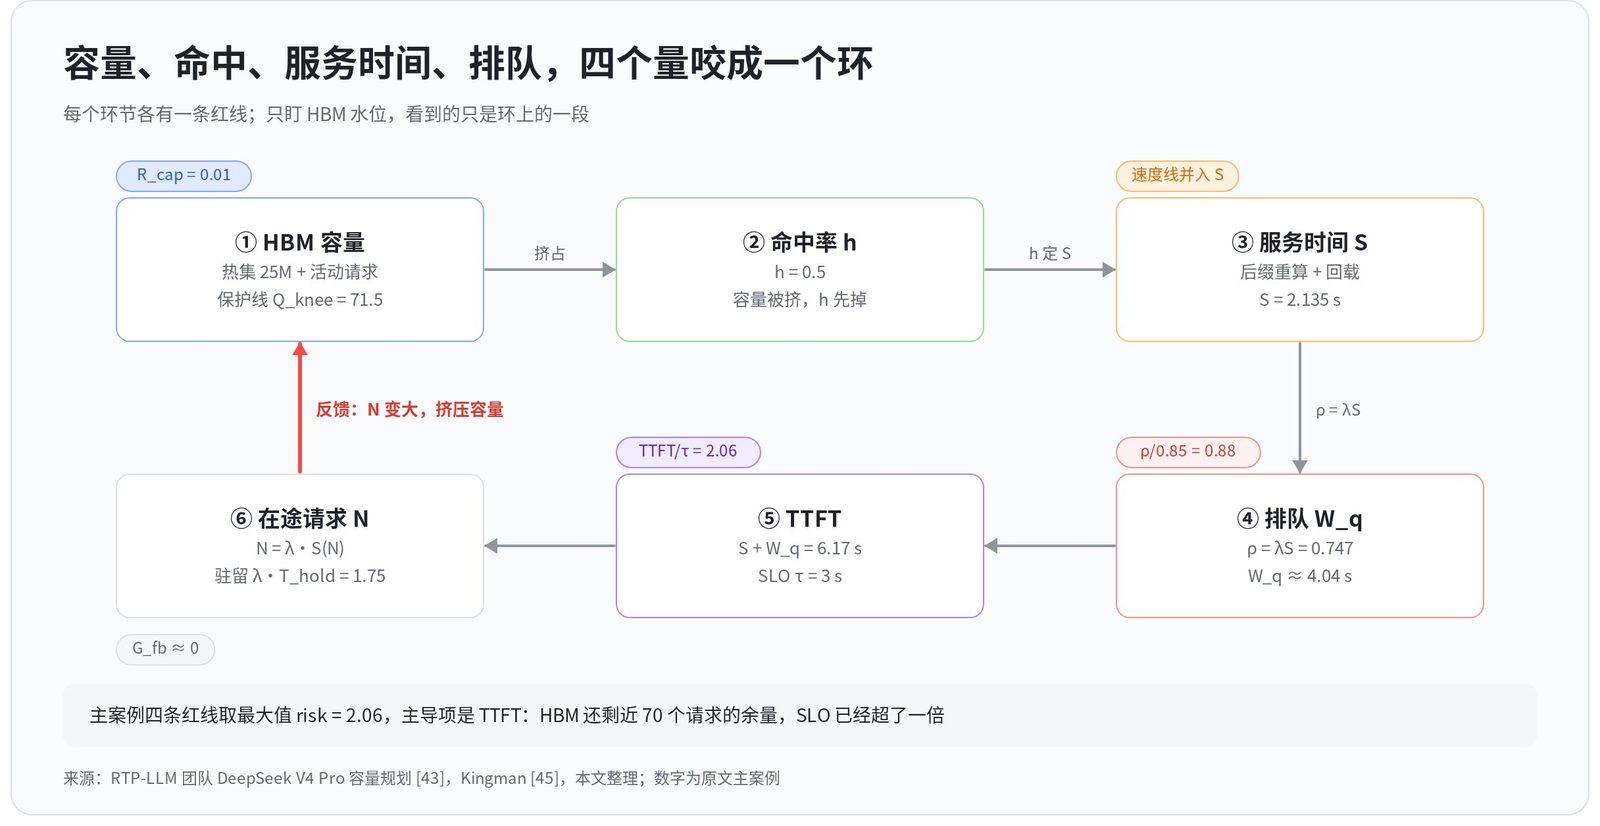 容量、命中、服务时间、排队，四个量咬成一个环
每个环节各有一条红线；只盯 HBM 水位，看到的只是环上的一段
R_cap = 0.01
① HBM 容量
热集 25M + 活动请求
保护线 Q_knee = 71.5
挤占
② 命中率 h
h = 0.5
容量被挤，h 先掉
h 定 S
速度线并入 S
③ 服务时间 S
后缀重算 + 回载
S = 2.135 s
ρ = λS
ρ/0.85 = 0.88
④ 排队 W_q
ρ = λS = 0.747
W_q ≈ 4.04 s
TTFT/τ = 2.06
⑤ TTFT
S + W_q = 6.17 s
SLO τ = 3 s
⑥ 在途请求 N
N = λ · S(N)
驻留 λ · T_hold = 1.75
G_fb ≈ 0
反馈：N 变大，挤压容量
主案例四条红线取最大值 risk = 2.06，主导项是 TTFT：HBM 还剩近 70 个请求的余量，SLO 已经超了一倍
来源：RTP-LLM 团队 DeepSeek V4 Pro 容量规划 [43]，Kingman [45]，本文整理；数字为原文主案例